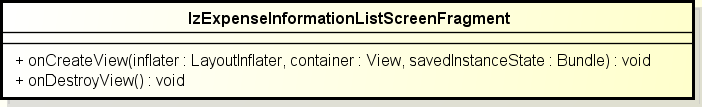 IzExpenseInformationListScreenFragment
+ onCreateView(inflater : LayoutInflater, container : View, savedInstanceState : Bundle) : void
+ onDestroyView() : void